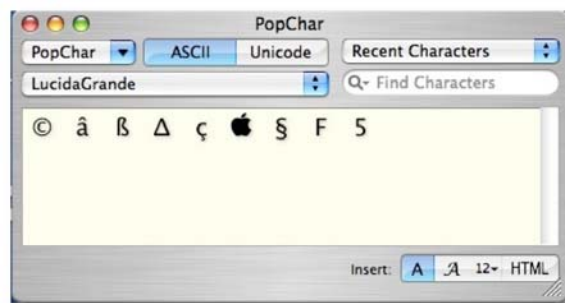 PopChar
PopChar ASCII Unicode Recent Characters
LucidaGrande Find Characters
© â ß Δ ç  § F 5
Insert: A A 12 HTML